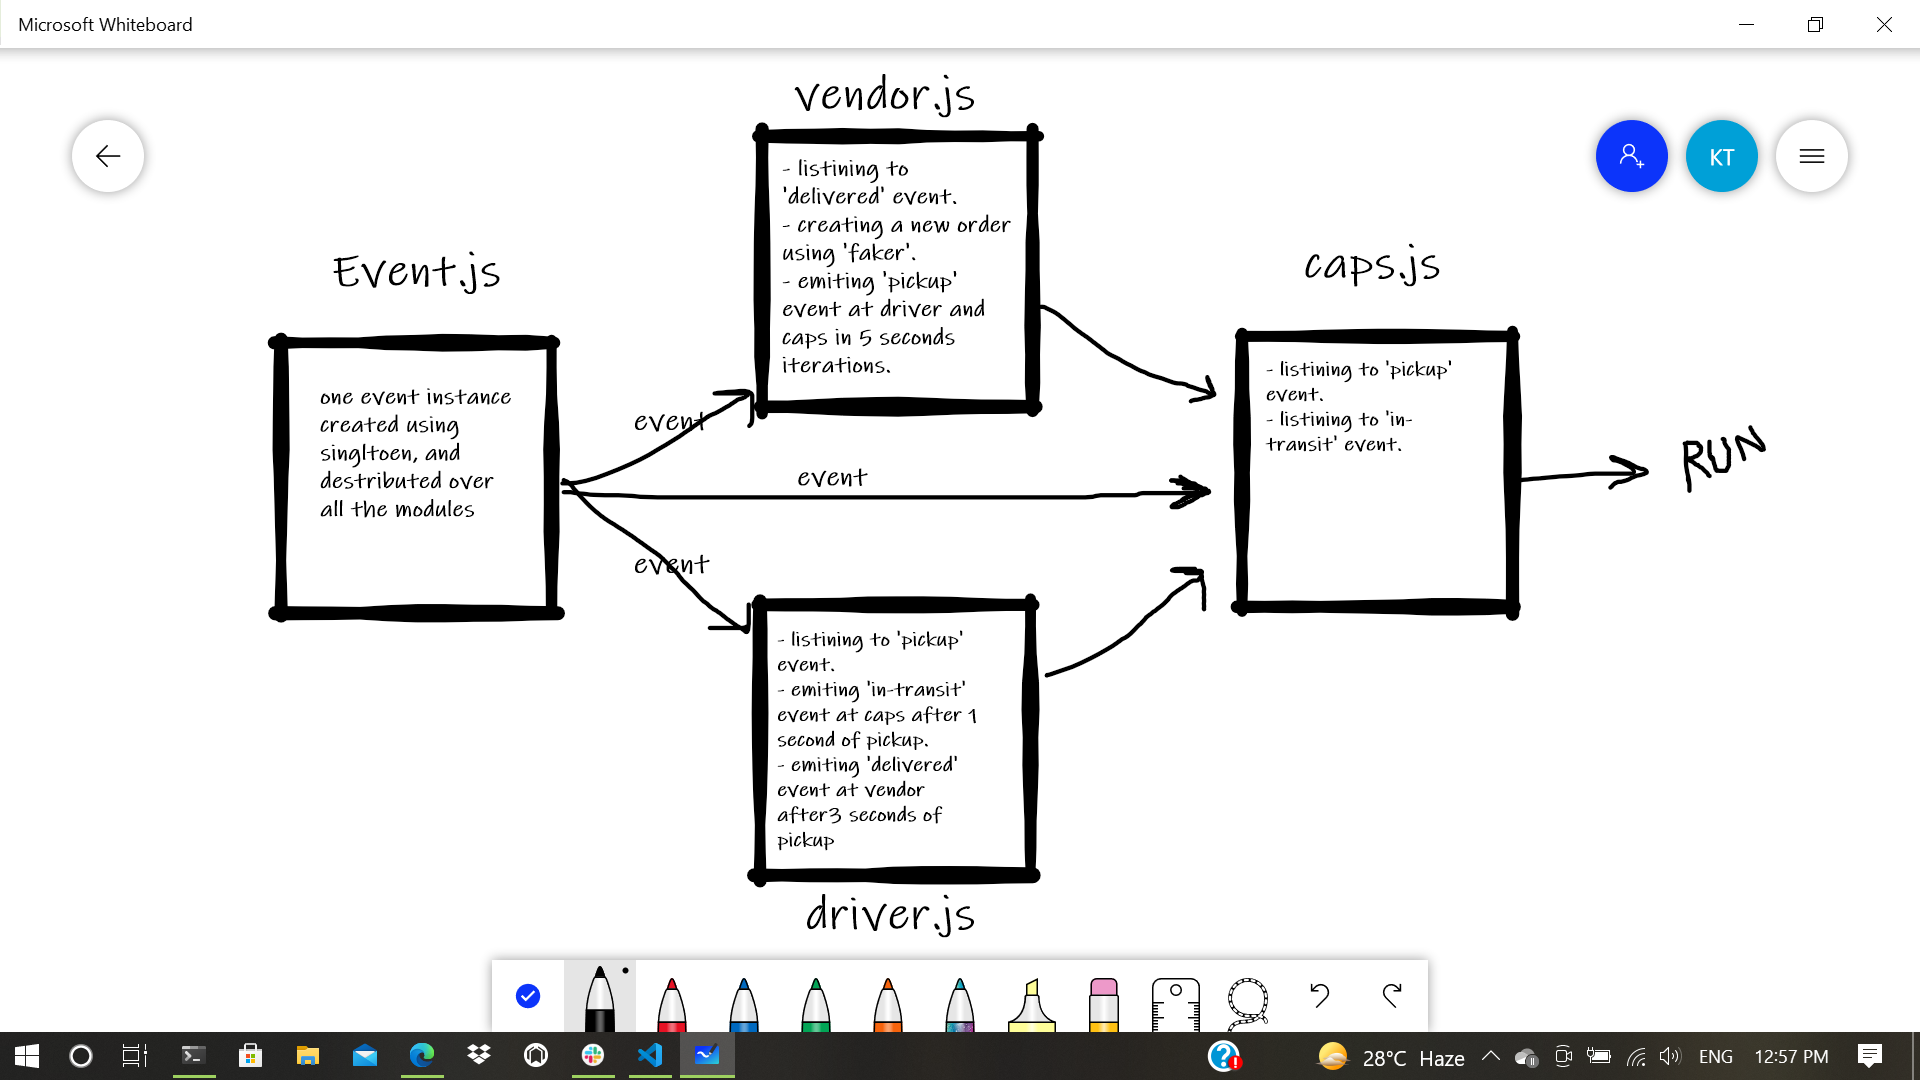 Microsoft Whiteboard
vendor.js
- listining to
'delivered' event.
- creating a new order
using 'faker'.
- emiting 'pickup'
event at driver and
caps in 5 seconds
iterations.
KT
Event.js
one event instance
created using
singltoen, and
destributed over
all the modules
event
event
event
caps.js
- listining to 'pickup'
event.
- listining to 'in-
transit' event.
RUN
- listining to 'pickup'
event.
- emiting 'in-transit'
event at caps after 1
second of pickup.
- emiting 'delivered'
event at vendor
after3 seconds of
pickup
driver.js
28°C Haze
ENG
12:57 PM